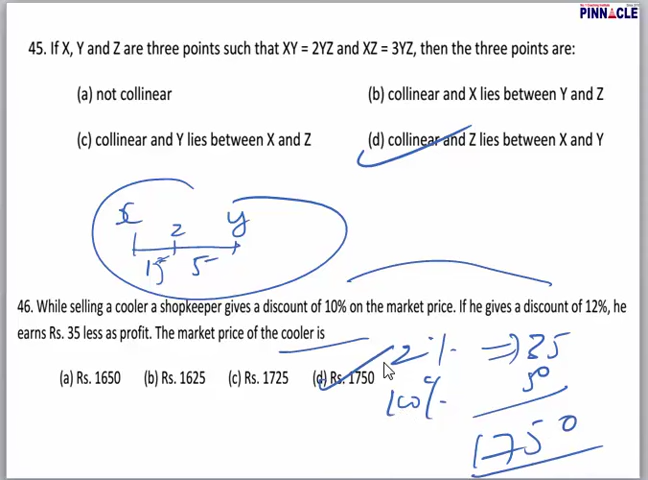 PINNACLE
45. If X, Y and Z are three points such that XY = 2YZ and XZ = 3YZ, then the three points are:
(a) not collinear (b) collinear and X lies between Y and Z
(c) collinear and Y lies between X and Z (d) collinear and Z lies between X and Y
x z y
15 5
46. While selling a cooler a shopkeeper gives a discount of 10% on the market price. If he gives a discount of 12%, he
earns Rs. 35 less as profit. The market price of the cooler is
2% => 35
(a) Rs. 1650 (b) Rs. 1625 (c) Rs. 1725 (d) Rs. 1750
50
100%
1750